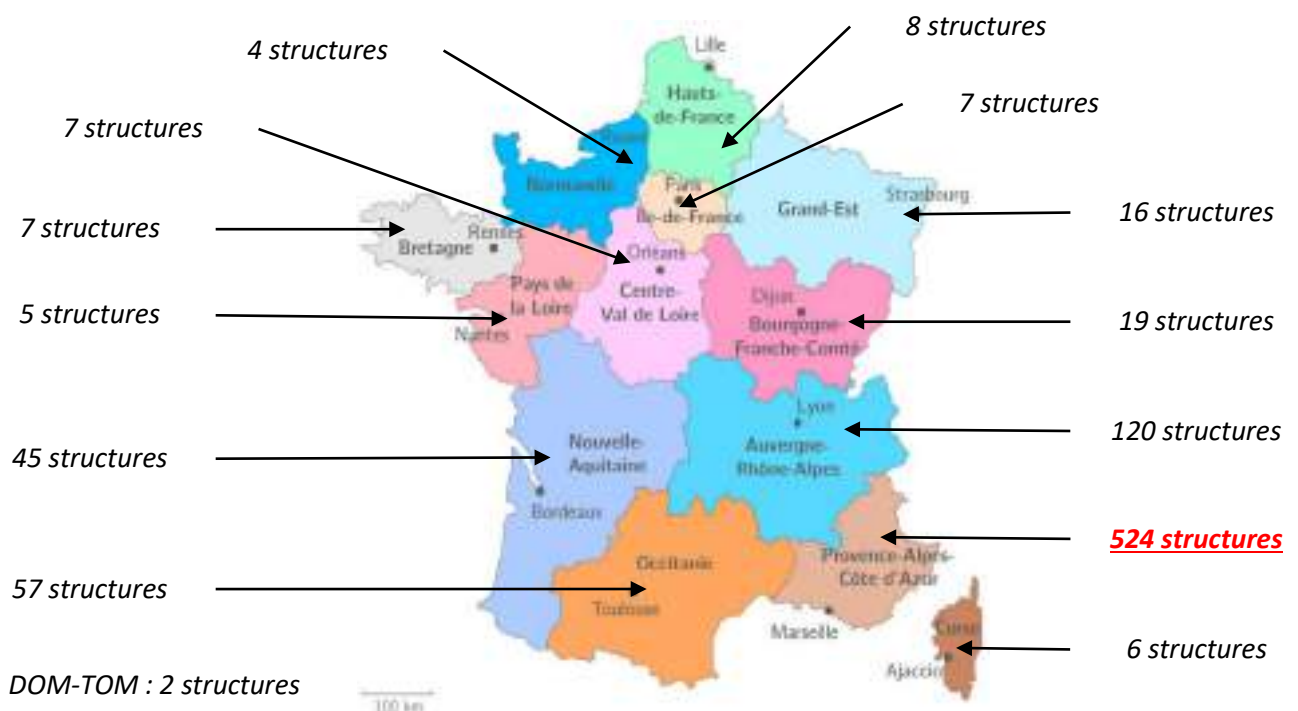 8 structures
4 structures
Lille
Hauts-
de-France
7 structures
7 structures
Rouen
Normandie
Paris
Île-de-France
Strasbourg
Grand-Est
16 structures
7 structures
Rennes
Bretagne
Orléans
Pays de
la Loire
Centre-
Val de Loire
Dijon
Bourgogne-
Franche-Comté
5 structures
Nantes
19 structures
Lyon
Auvergne-
Rhône-Alpes
120 structures
45 structures
Nouvelle-
Aquitaine
Bordeaux
524 structures
Provence-Alpes-
Côte d'Azur
Occitanie
Toulouse
57 structures
Marseille
Corse
Ajaccio
6 structures
DOM-TOM : 2 structures
100 km